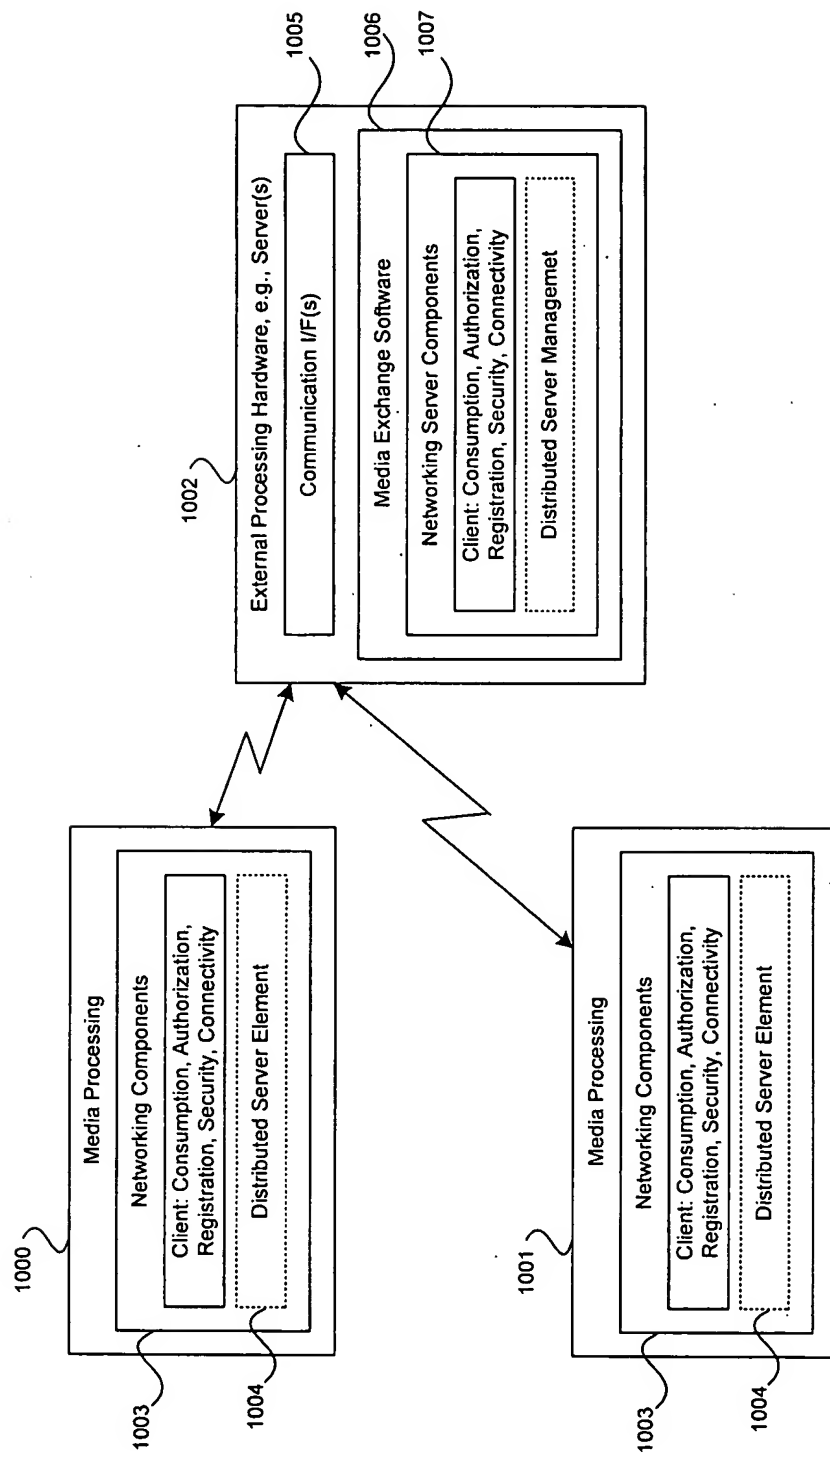 1000
Media Processing
1003
Networking Components
Client: Consumption, Authorization,
Registration, Security, Connectivity
1004
Distributed Server Element
1002
External Processing Hardware, e.g., Server(s)
1005
Communication I/F(s)
1006
Media Exchange Software
1007
Networking Server Components
Client: Consumption, Authorization,
Registration, Security, Connectivity
Distributed Server Managemet
1001
Media Processing
1003
Networking Components
Client: Consumption, Authorization,
Registration, Security, Connectivity
1004
Distributed Server Element